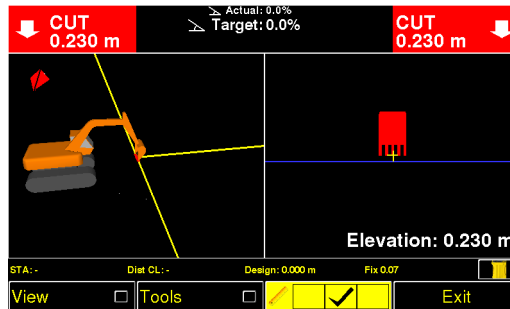 Actual: 0.0%
Target: 0.0%
CUT
0.230 m
CUT
0.230 m
Elevation: 0.230 m
STA: - Dist CL: - Design: 0.000 m Fix 0.07
View Tools Exit